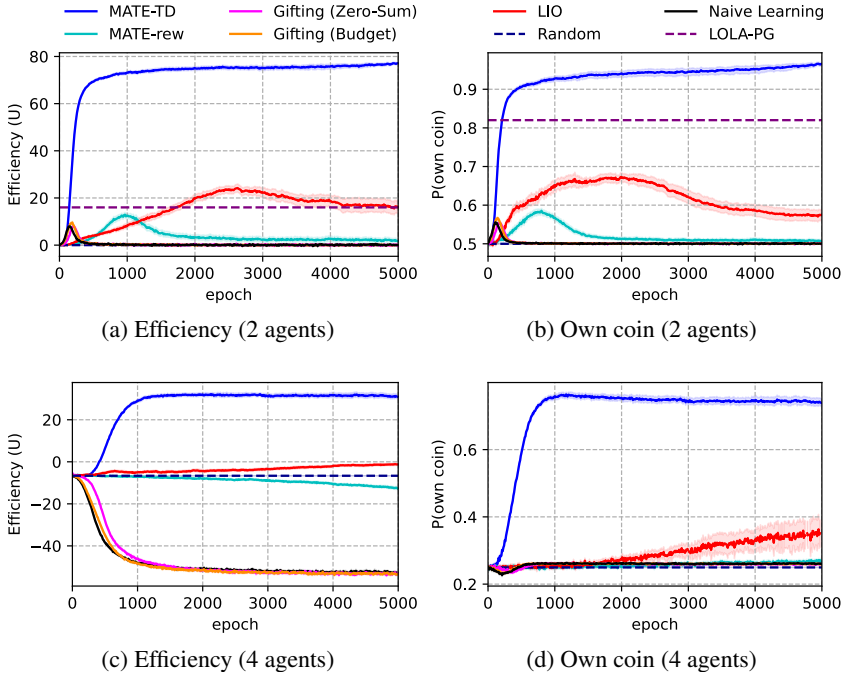 MATE-TD Gifting (Zero-Sum) LIO Naive Learning
MATE-rew Gifting (Budget) Random LOLA-PG
80
60
40
20
0
Efficiency (U)
0 1000 2000 3000 4000 5000
epoch
(a) Efficiency (2 agents)
1.0
0.9
0.8
0.7
0.6
0.5
P(own coin)
0 1000 2000 3000 4000 5000
epoch
(b) Own coin (2 agents)
20
0
−20
−40
Efficiency (U)
0 1000 2000 3000 4000 5000
epoch
(c) Efficiency (4 agents)
0.6
0.4
0.2
P(own coin)
0 1000 2000 3000 4000 5000
epoch
(d) Own coin (4 agents)